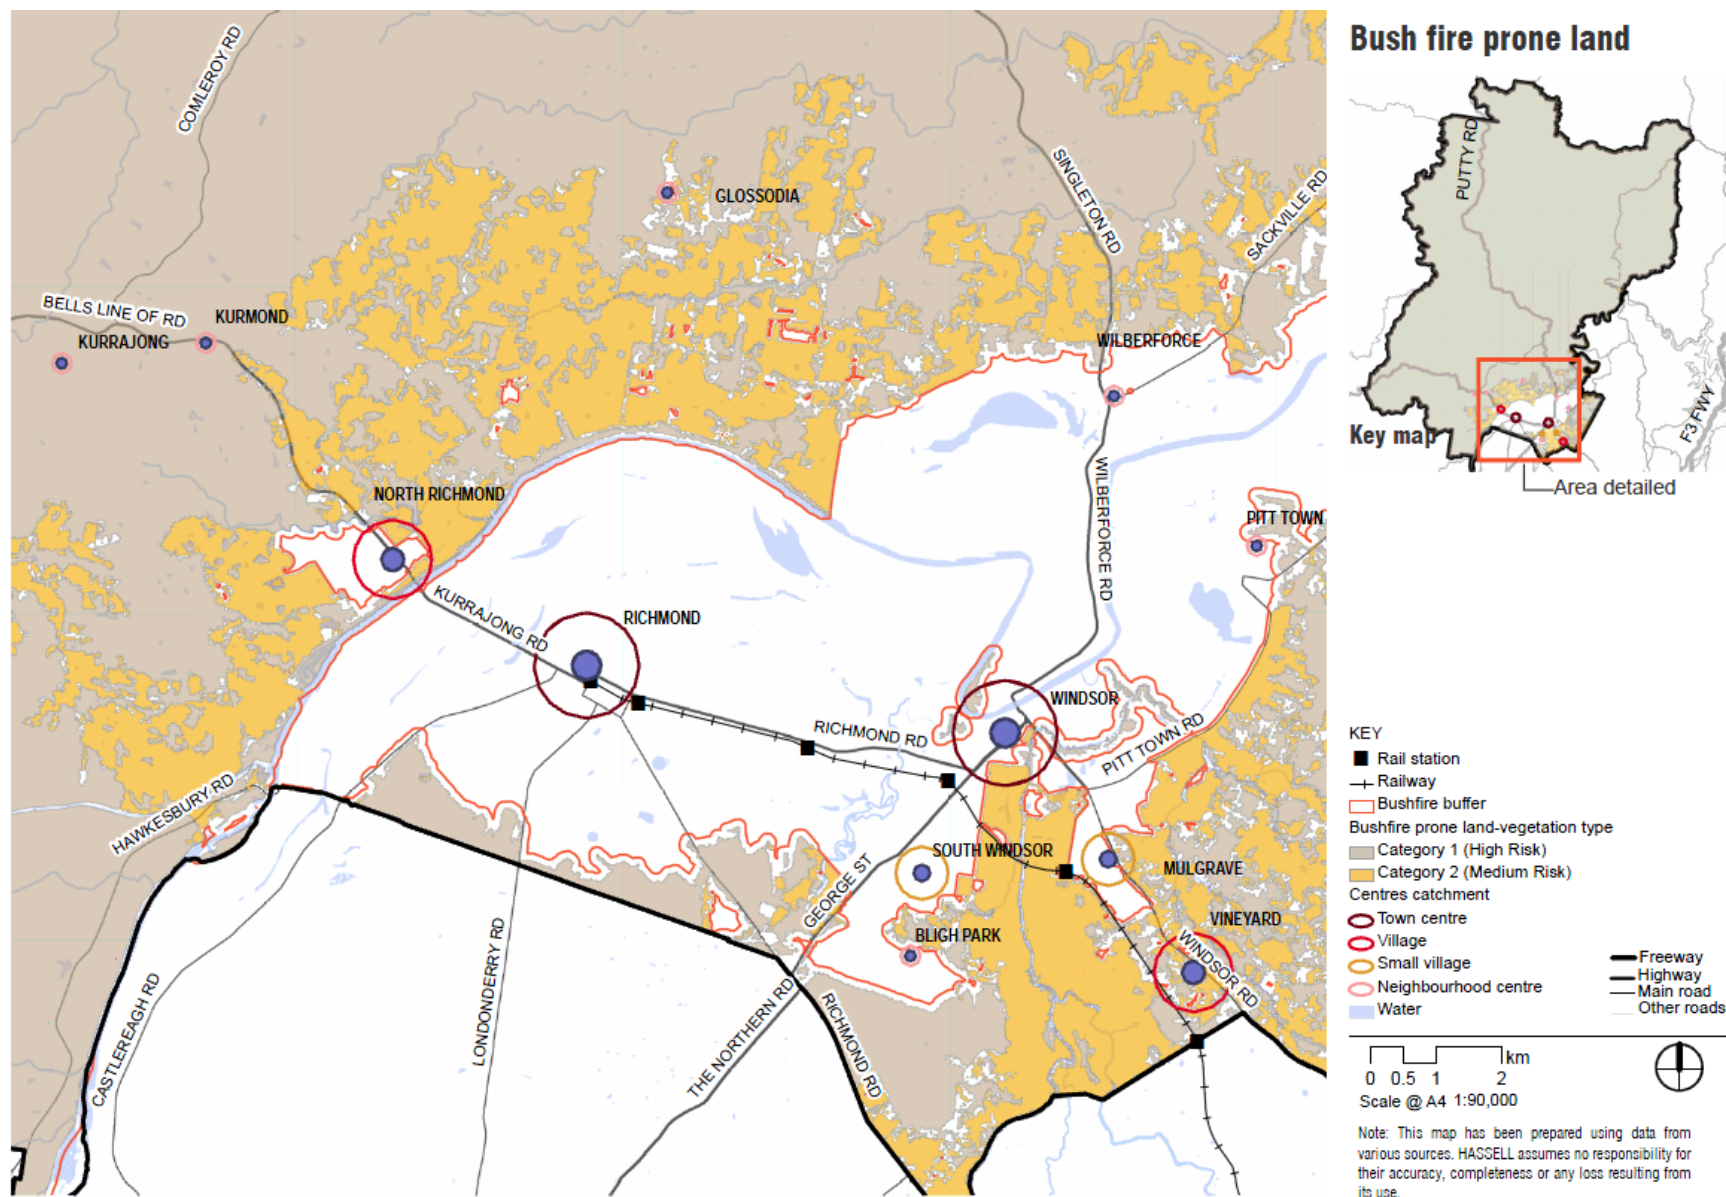 Bush fire prone land
PUTTY RD
F3 FWY
Key map
Area detailed
COMLEROY RD
SINGLETON RD
SACKVILLE RD
GLOSSODIA
BELLS LINE OF RD
KURMOND
KURRAJONG
WILBERFORCE
NORTH RICHMOND
WILBERFORCE RD
PITT TOWN
KURRAJONG RD
RICHMOND
WINDSOR
RICHMOND RD
PITT TOWN RD
HAWKESBURY RD
SOUTH WINDSOR
MULGRAVE
GEORGE ST
VINEYARD
BLIGH PARK
WINDSOR RD
LONDONDERRY RD
CASTLEREAGH RD
THE NORTHERN RD
RICHMOND RD
KEY
Rail station
Railway
Bushfire buffer
Bushfire prone land-vegetation type
Category 1 (High Risk)
Category 2 (Medium Risk)
Centres catchment
Town centre
Village
Small village
Neighbourhood centre
Water
Freeway
Highway
Main road
Other roads
km
0 0.5 1 2
Scale @ A4 1:90,000
Note: This map has been prepared using data from
various sources. HASSELL assumes no responsibility for
their accuracy, completeness or any loss resulting from
its use.